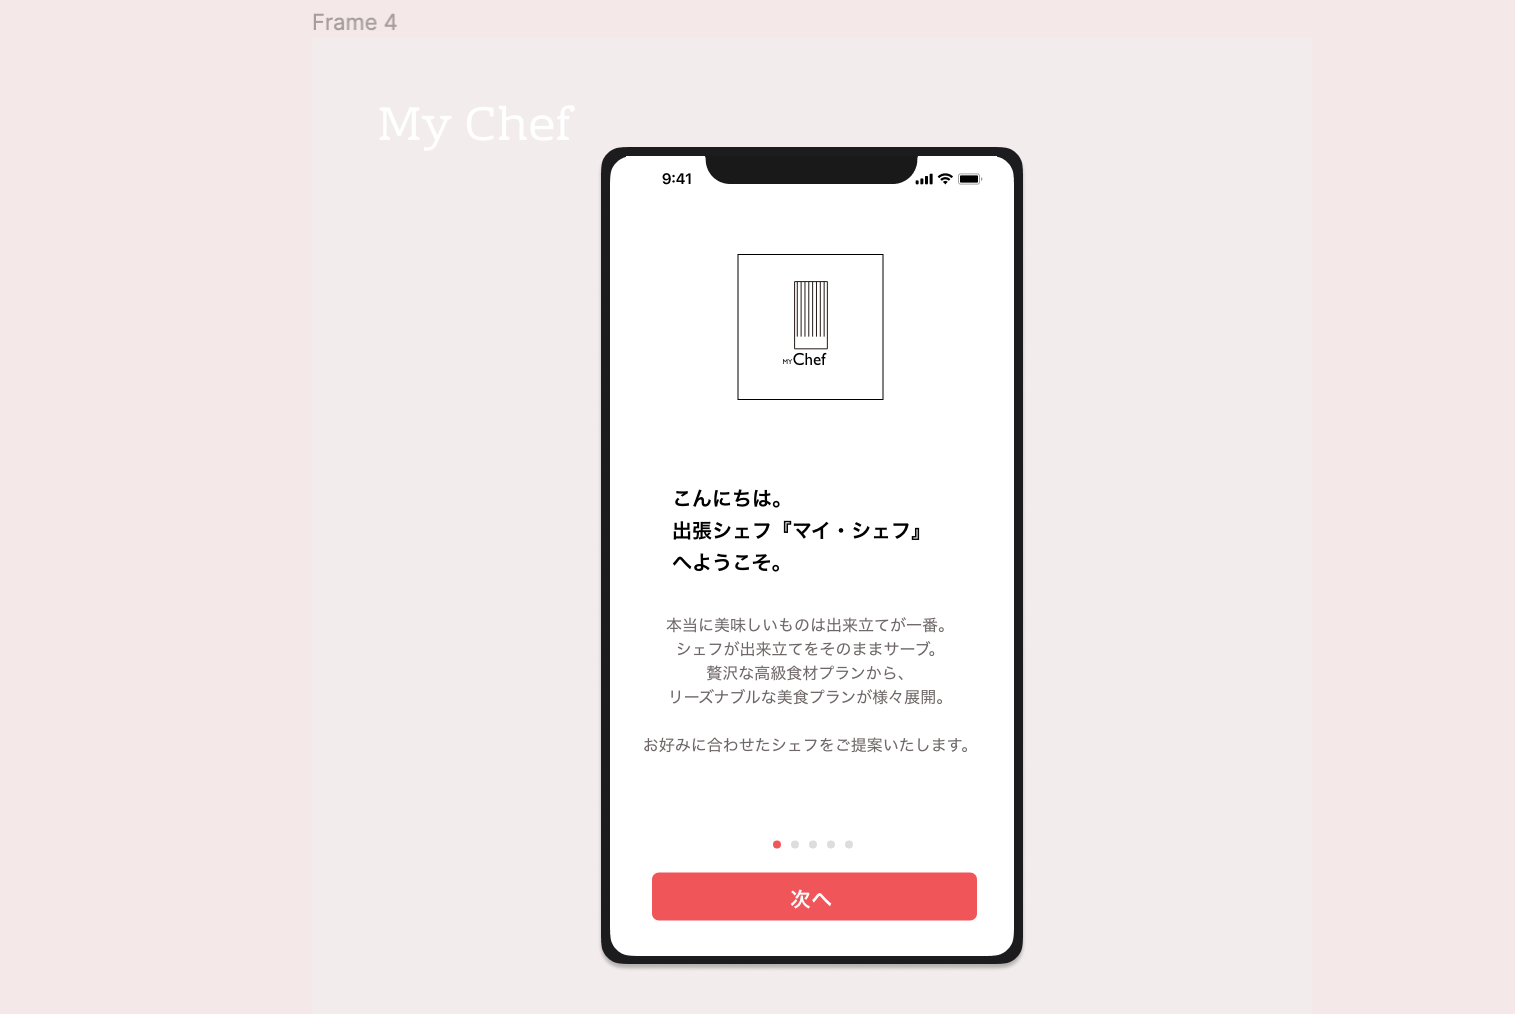 Frame 4
My Chef
9:41
MY Chef
こんにちは。
出張シェフ『マイ・シェフ』
へようこそ。
本当に美味しいものは出来立てが一番。
シェフが出来立てをそのままサーブ。
贅沢な高級食材プランから、
リーズナブルな美食プランが様々展開。
お好みに合わせたシェフをご提案いたします。
次へ